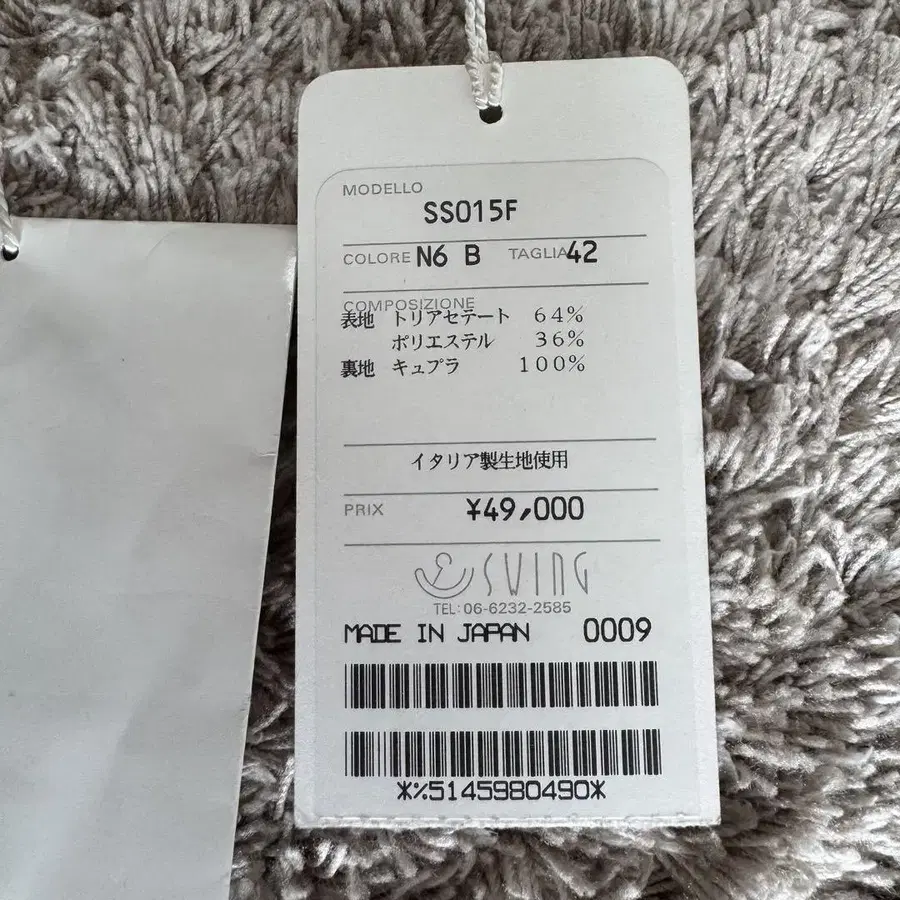 MODELLO
SS015F
COLORE N6 B TAGLIA 42
COMPOSIZIONE
表地 トリアセテート 64%
ポリエステル 36%
裏地 キュプラ 100%
イタリア製生地使用
PRIX ¥49,000
SWING
TEL: 06-6232-2585
MADE IN JAPAN 0009
*%5145980490*